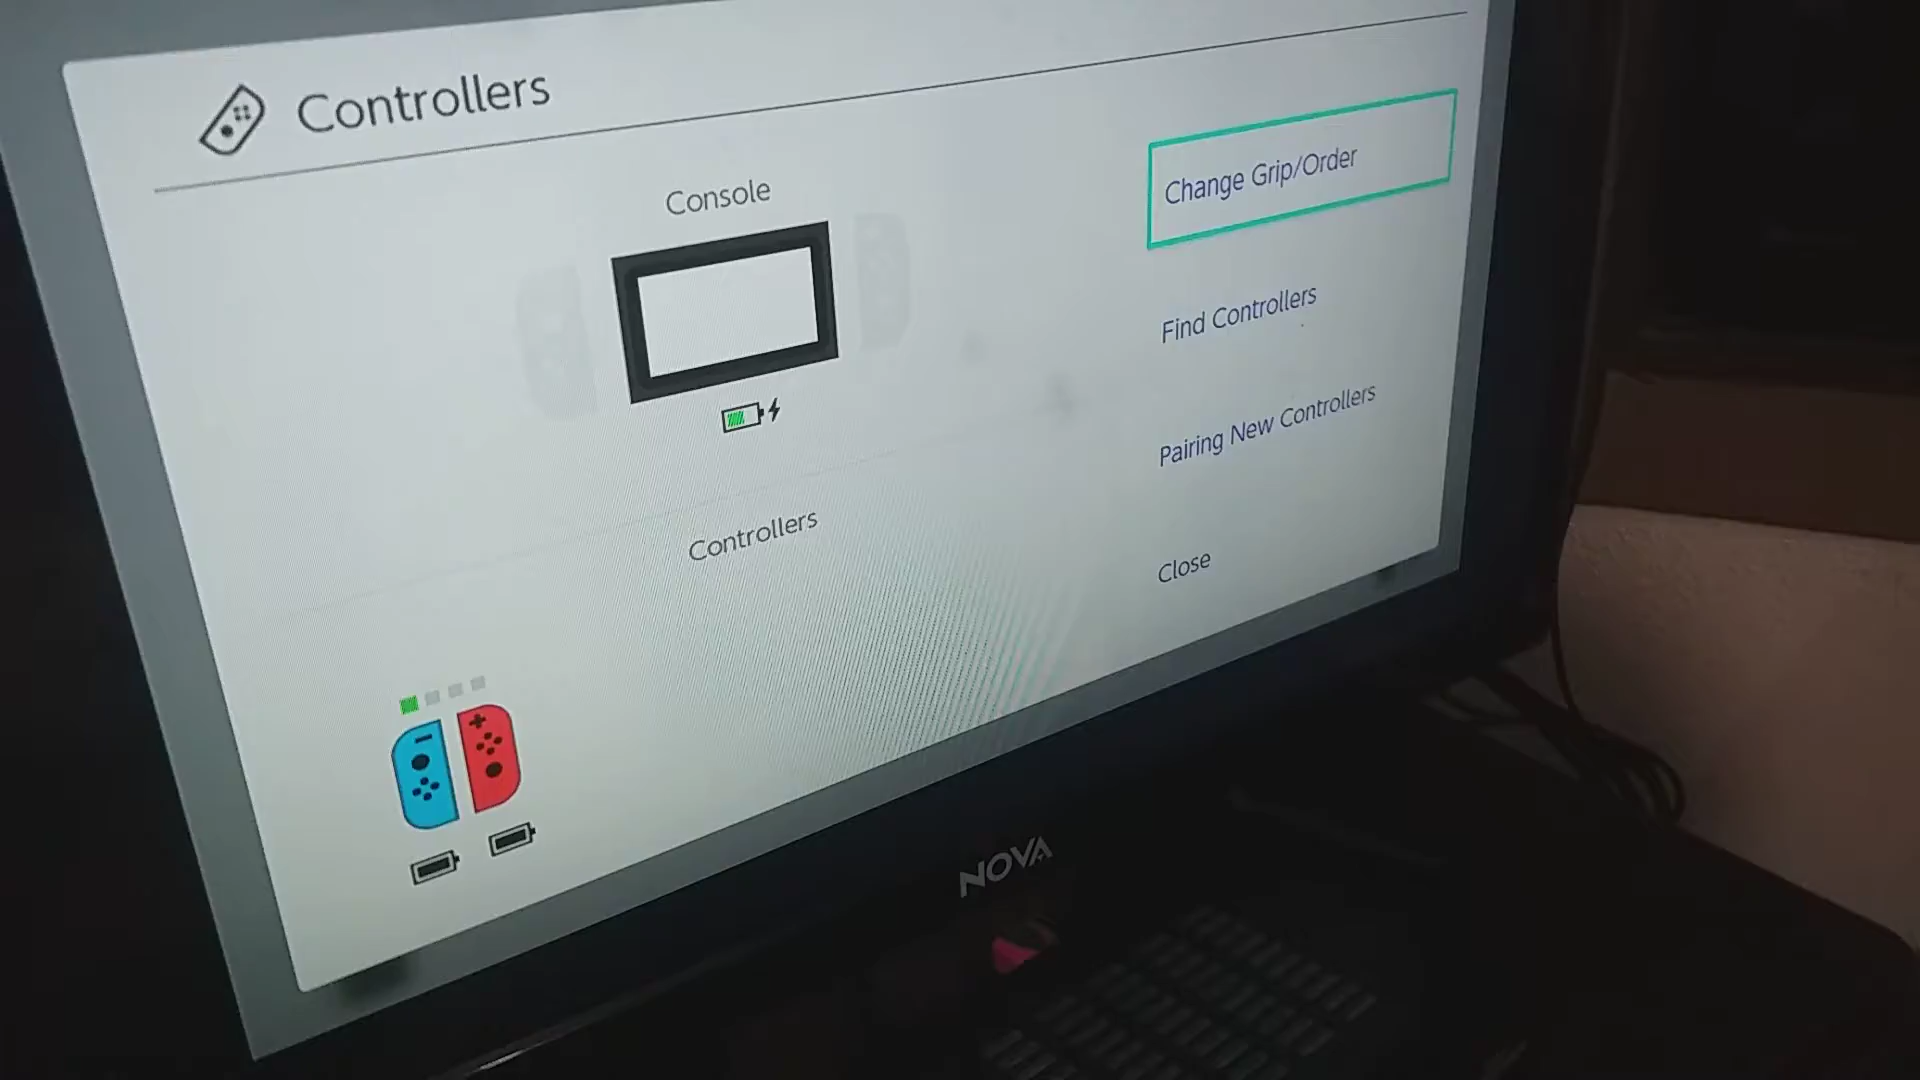 Controllers
Console
Change Grip/Order
Find Controllers
Pairing New Controllers
Controllers
Close
NOVA